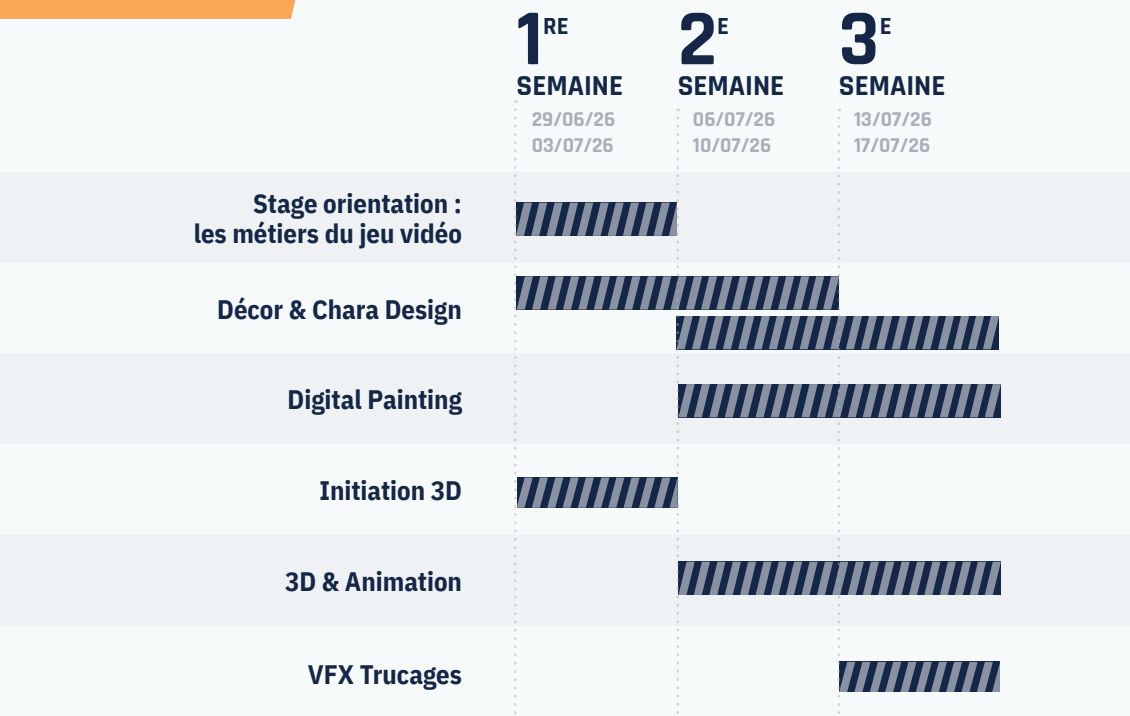 1RE
SEMAINE
29/06/26
03/07/26
2E
SEMAINE
06/07/26
10/07/26
3E
SEMAINE
13/07/26
17/07/26
Stage orientation :
les métiers du jeu vidéo
Décor & Chara Design
Digital Painting
Initiation 3D
3D & Animation
VFX Trucages